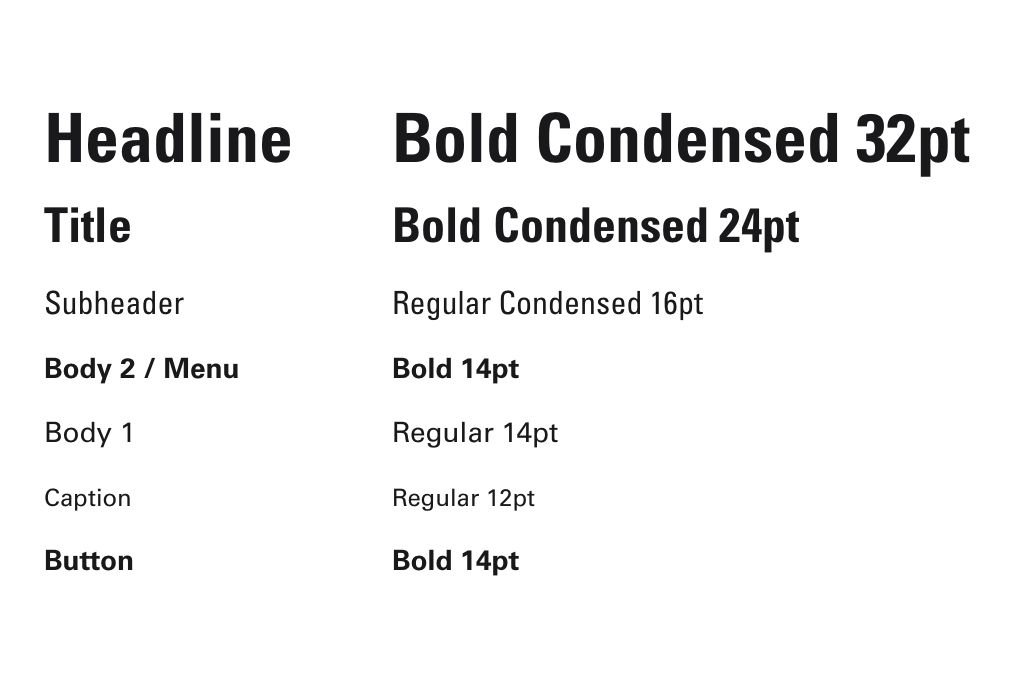 Headline Bold Condensed 32pt
Title Bold Condensed 24pt
Subheader Regular Condensed 16pt
Body 2 / Menu Bold 14pt
Body 1 Regular 14pt
Caption Regular 12pt
Button Bold 14pt